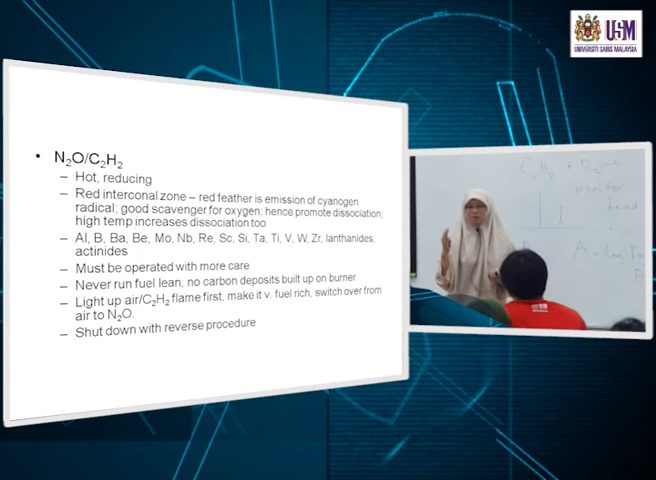 USM
UNIVERSITI SAINS MALAYSIA
• N₂O/C₂H₂
– Hot, reducing
– Red interconal zone – red feather is emission of cyanogen
radical; good scavenger for oxygen; hence promote dissociation;
high temp increases dissociation too
– Al, B, Ba, Be, Mo, Nb, Re, Sc, Si, Ta, Ti, V. W, Zr, lanthanides,
actinides
– Must be operated with more care
– Never run fuel lean, no carbon deposits built up on burner
– Light up air/C₂H₂ flame first, make it v. fuel rich, switch over from
air to N₂O.
– Shut down with reverse procedure
C₂H₂ + O₂ →
A = log